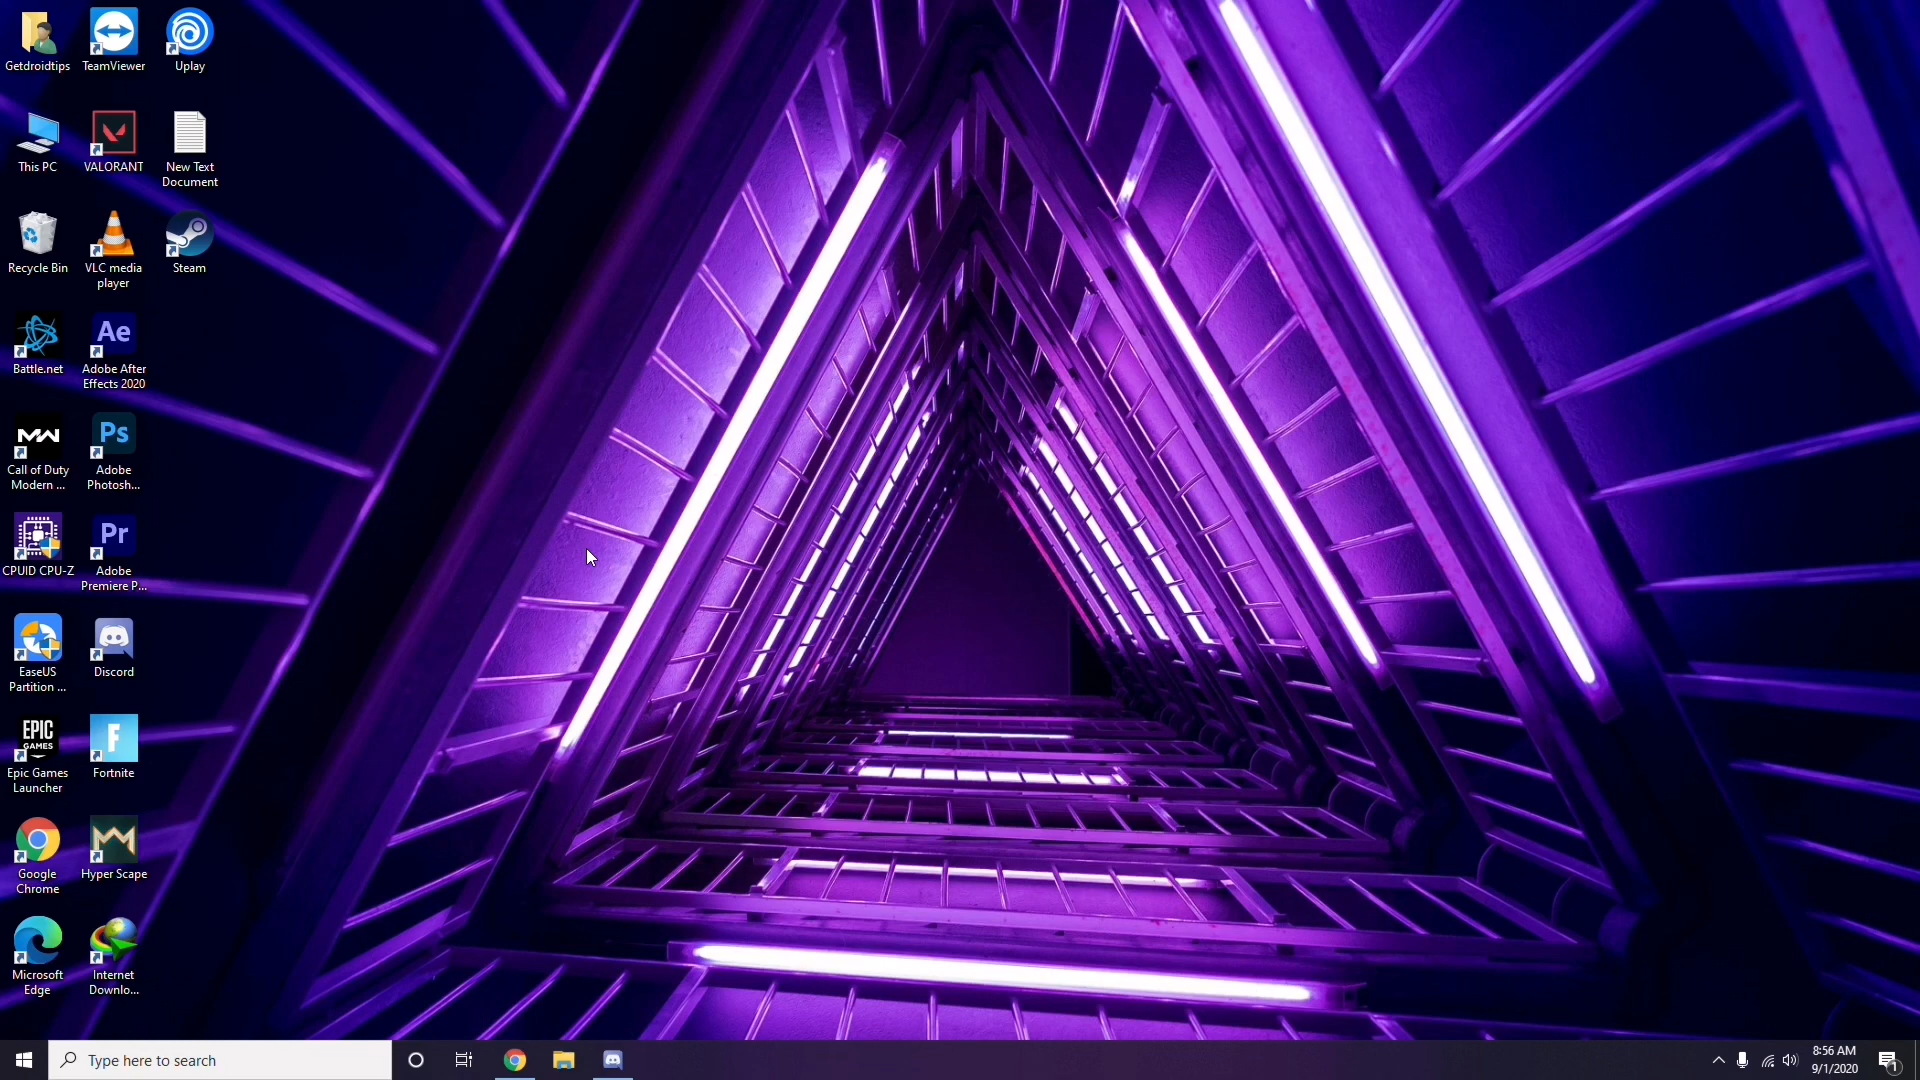 Getdroidtips
TeamViewer
Uplay
This PC
VALORANT
New Text
Document
Recycle Bin
VLC media
player
Steam
Battle.net
Ae
Adobe After
Effects 2020
MW
Call of Duty
Modern ...
Ps
Adobe
Photosh...
CPUID CPU-Z
Pr
Adobe
Premiere P...
EaseUS
Partition ...
Discord
EPIC
GAMES
Epic Games
Launcher
F
Fortnite
Google
Chrome
Hyper Scape
Microsoft
Edge
Internet
Downlo...
Type here to search
8:56 AM
9/1/2020
1